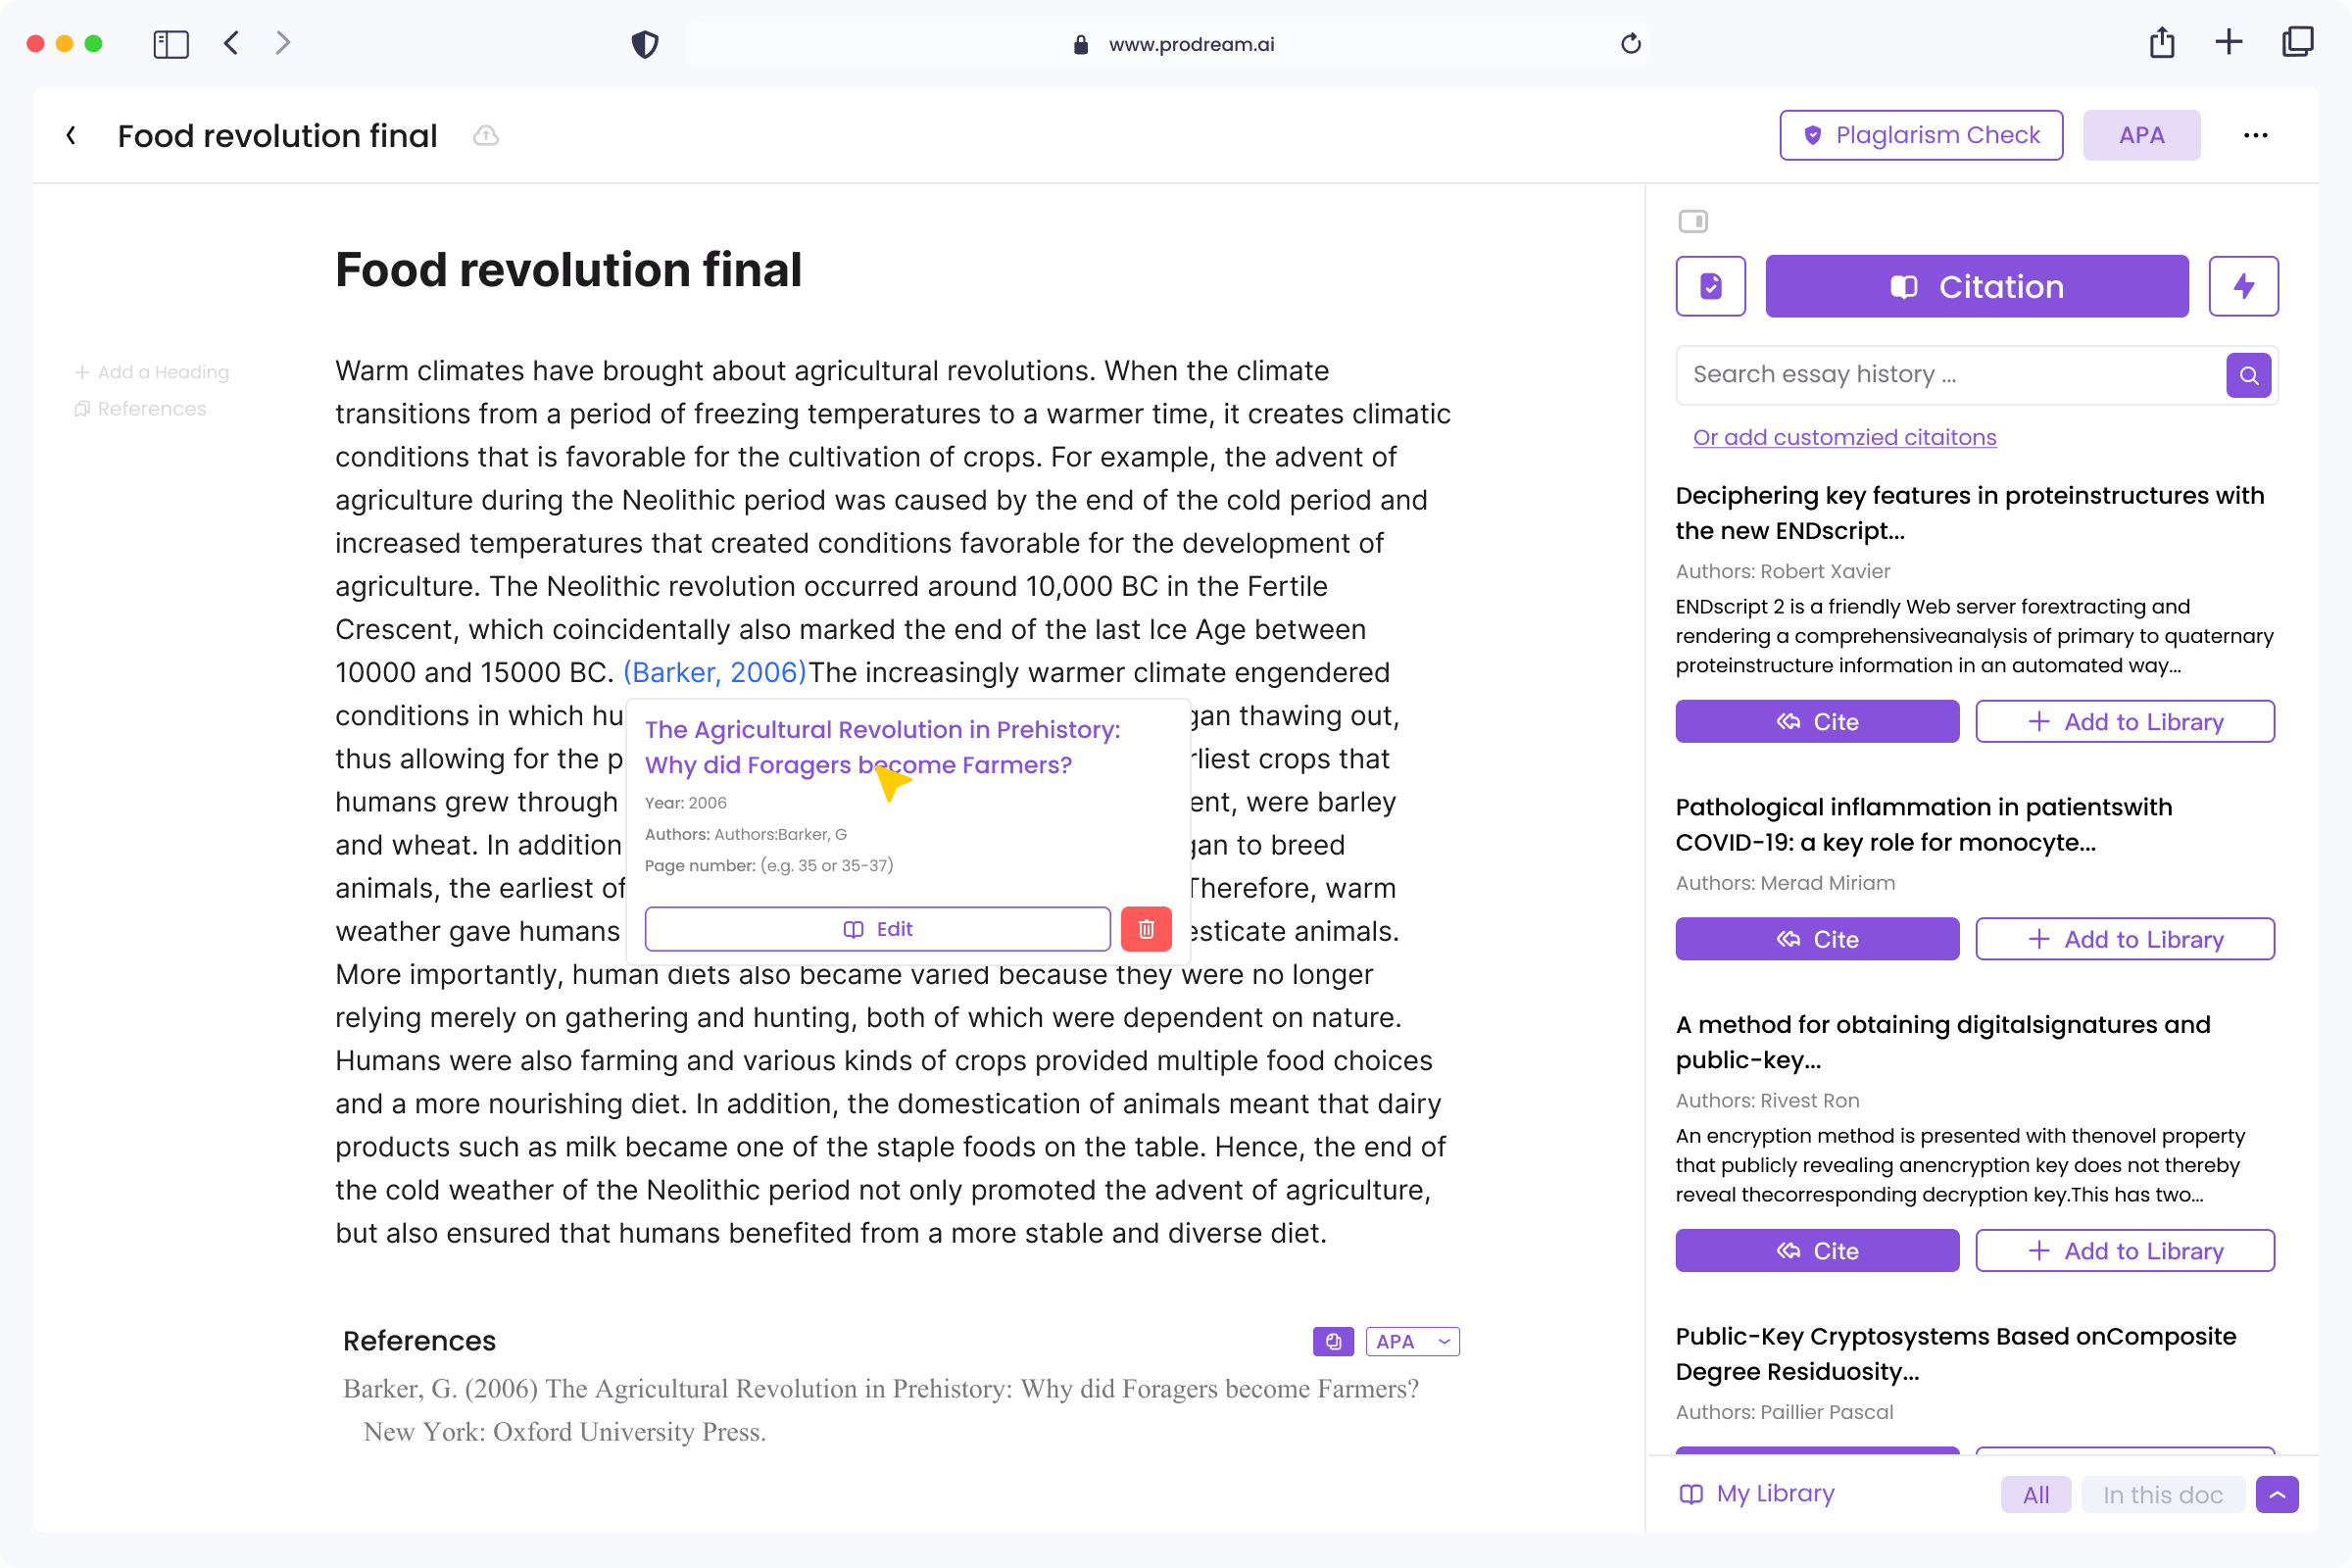 www.prodream.ai
Food revolution final
Plaglarism Check
APA
Food revolution final
+ Add a Heading
References
Warm climates have brought about agricultural revolutions. When the climate
transitions from a period of freezing temperatures to a warmer time, it creates climatic
conditions that is favorable for the cultivation of crops. For example, the advent of
agriculture during the Neolithic period was caused by the end of the cold period and
increased temperatures that created conditions favorable for the development of
agriculture. The Neolithic revolution occurred around 10,000 BC in the Fertile
Crescent, which coincidentally also marked the end of the last Ice Age between
10000 and 15000 BC. (Barker, 2006)The increasingly warmer climate engendered
conditions in which hu gan thawing out,
thus allowing for the p rliest crops that
humans grew through ent, were barley
and wheat. In addition gan to breed
animals, the earliest of Therefore, warm
weather gave humans esticate animals.
More importantly, human diets also became varied because they were no longer
relying merely on gathering and hunting, both of which were dependent on nature.
Humans were also farming and various kinds of crops provided multiple food choices
and a more nourishing diet. In addition, the domestication of animals meant that dairy
products such as milk became one of the staple foods on the table. Hence, the end of
the cold weather of the Neolithic period not only promoted the advent of agriculture,
but also ensured that humans benefited from a more stable and diverse diet.
The Agricultural Revolution in Prehistory:
Why did Foragers become Farmers?
Year: 2006
Authors: Authors:Barker, G
Page number: (e.g. 35 or 35-37)
Edit
References
APA
Barker, G. (2006) The Agricultural Revolution in Prehistory: Why did Foragers become Farmers?
New York: Oxford University Press.
Citation
Search essay history ...
Or add customzied citaitons
Deciphering key features in proteinstructures with
the new ENDscript...
Authors: Robert Xavier
ENDscript 2 is a friendly Web server forextracting and
rendering a comprehensiveanalysis of primary to quaternary
proteinstructure information in an automated way...
Cite
+ Add to Library
Pathological inflammation in patientswith
COVID-19: a key role for monocyte...
Authors: Merad Miriam
Cite
+ Add to Library
A method for obtaining digitalsignatures and
public-key...
Authors: Rivest Ron
An encryption method is presented with thenovel property
that publicly revealing anencryption key does not thereby
reveal thecorresponding decryption key.This has two...
Cite
+ Add to Library
Public-Key Cryptosystems Based onComposite
Degree Residuosity...
Authors: Paillier Pascal
My Library
All
In this doc